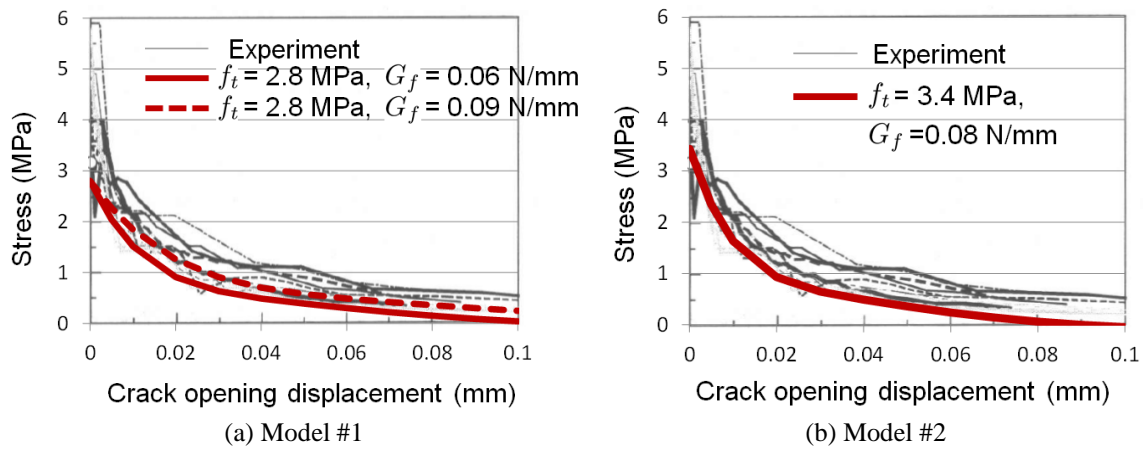 6
5
4
3
2
1
0
Stress (MPa)
Experiment
f_t = 2.8 MPa, G_f = 0.06 N/mm
f_t = 2.8 MPa, G_f = 0.09 N/mm
0 0.02 0.04 0.06 0.08 0.1
Crack opening displacement (mm)
(a) Model #1
6
5
4
3
2
1
0
Stress (MPa)
Experiment
f_t = 3.4 MPa,
G_f =0.08 N/mm
0 0.02 0.04 0.06 0.08 0.1
Crack opening displacement (mm)
(b) Model #2